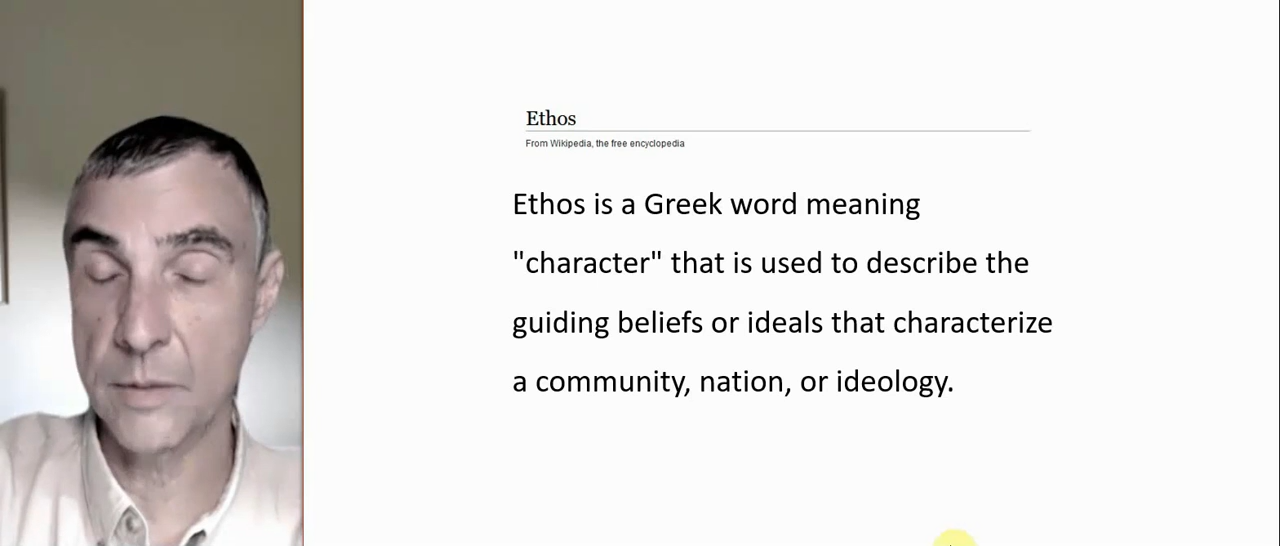 Ethos
From Wikipedia, the free encyclopedia
Ethos is a Greek word meaning
"character" that is used to describe the
guiding beliefs or ideals that characterize
a community, nation, or ideology.